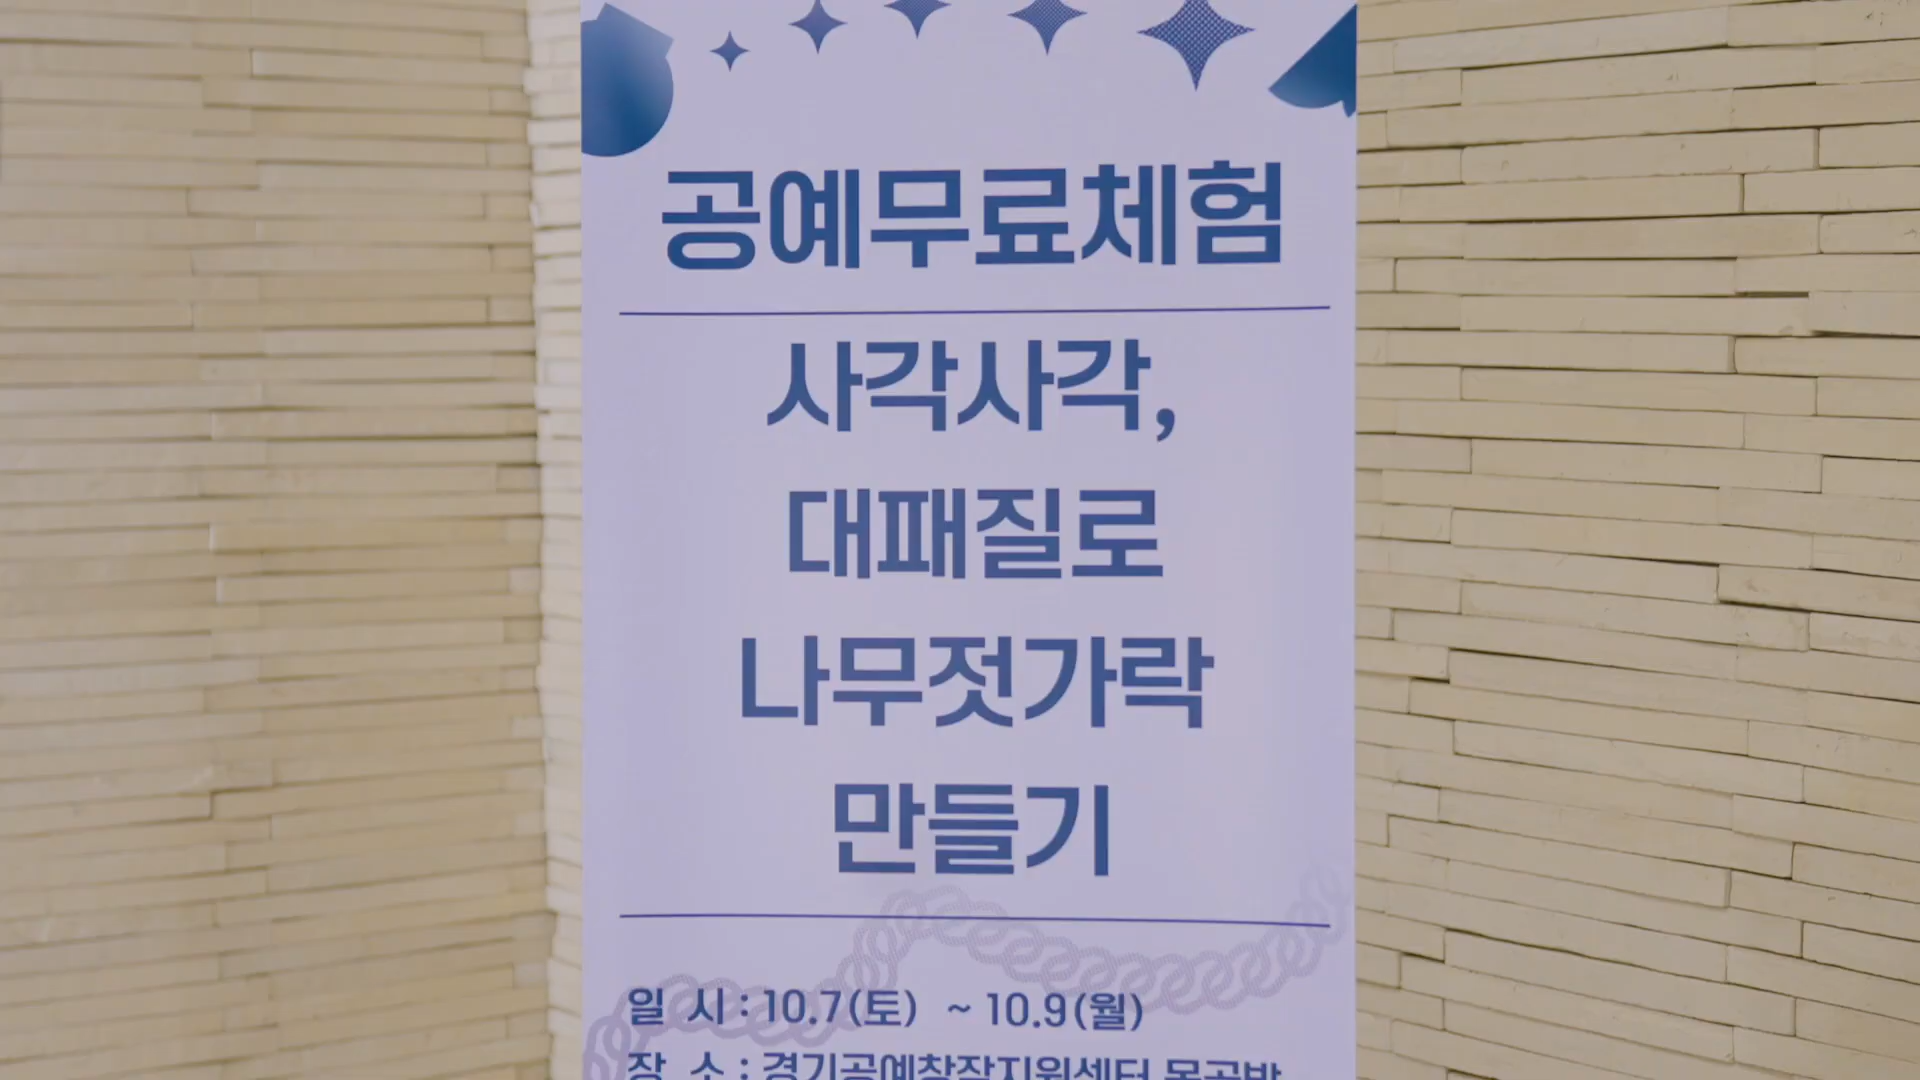 공예무료체험
사각사각,
대패질로
나무젓가락
만들기
일 시 : 10.7(토) ~ 10.9(월)
장 소 : 경기공예창작지원센터 목공방